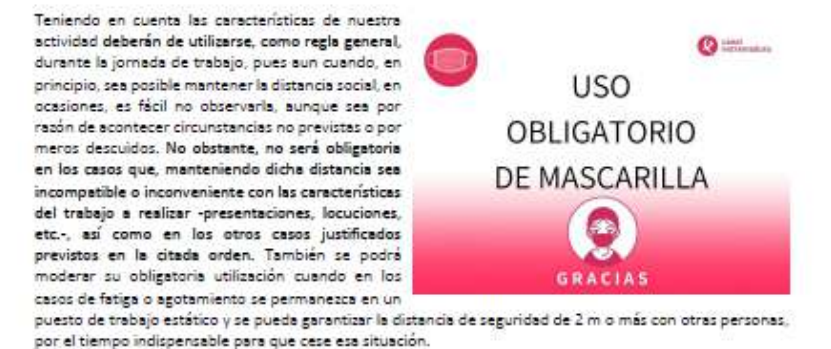 Teniendo en cuenta las características de nuestra
actividad deberán de utilizarse, como regla general,
durante la jornada de trabajo, pues aun cuando, en
principio, sea posible mantener la distancia social, en
ocasiones, es fácil no observarla, aunque sea por
razón de acontecer circunstancias no previstas o por
meros descuidos. No obstante, no será obligatoria
en los casos que, manteniendo dicha distancia sea
incompatible o inconveniente con las características
del trabajo a realizar -presentaciones, locuciones,
etc.-, así como en los otros casos justificados
previstos en la citada orden. También se podrá
moderar su obligatoria utilización cuando en los
casos de fatiga o agotamiento se permanezca en un
puesto de trabajo estático y se pueda garantizar la distancia de seguridad de 2 m o más con otras personas,
por el tiempo indispensable para que cese esa situación.
canal
extremadura
USO
OBLIGATORIO
DE MASCARILLA
GRACIAS